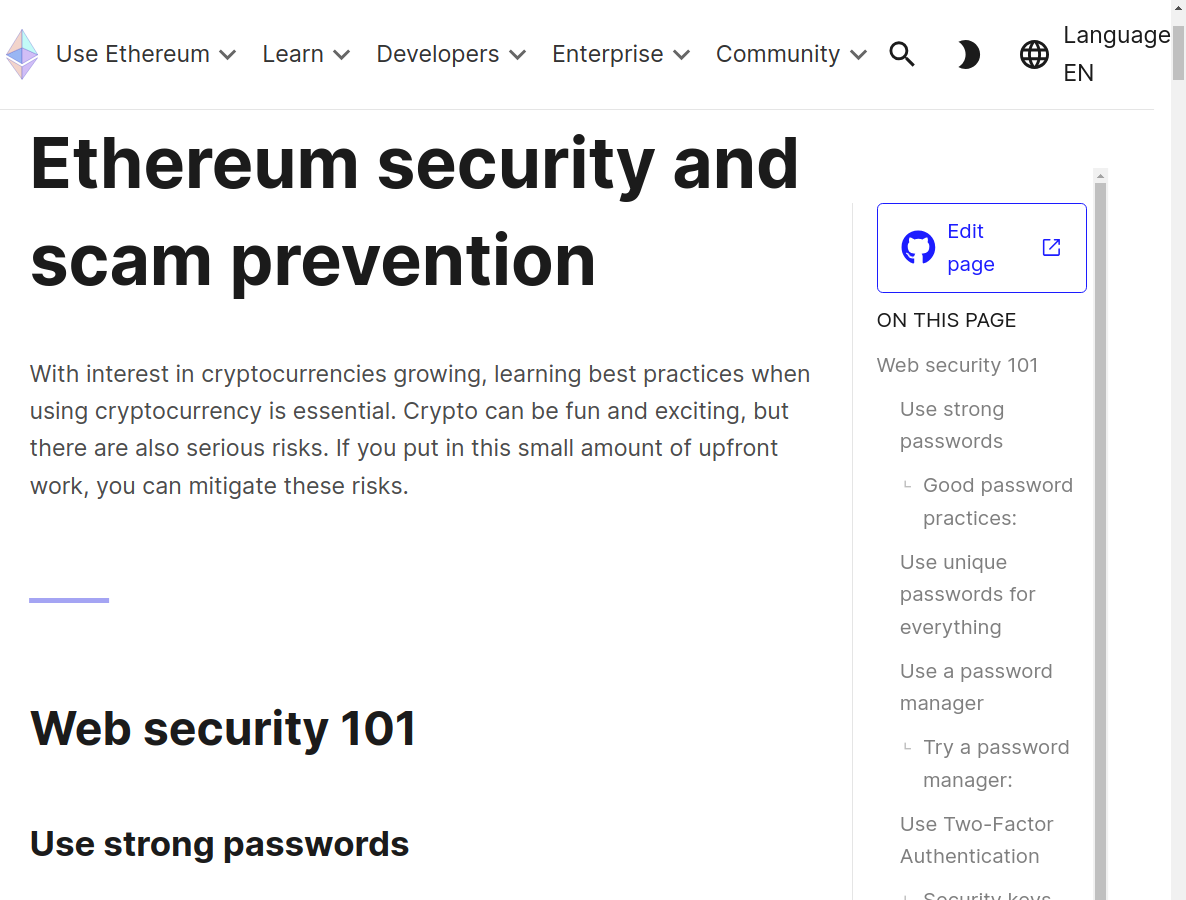 Use Ethereum Learn Developers Enterprise Community Language
EN
Ethereum security and
scam prevention
With interest in cryptocurrencies growing, learning best practices when
using cryptocurrency is essential. Crypto can be fun and exciting, but
there are also serious risks. If you put in this small amount of upfront
work, you can mitigate these risks.
Web security 101
Use strong passwords
Edit
page
ON THIS PAGE
Web security 101
Use strong
passwords
Good password
practices:
Use unique
passwords for
everything
Use a password
manager
Try a password
manager:
Use Two-Factor
Authentication
Security keys